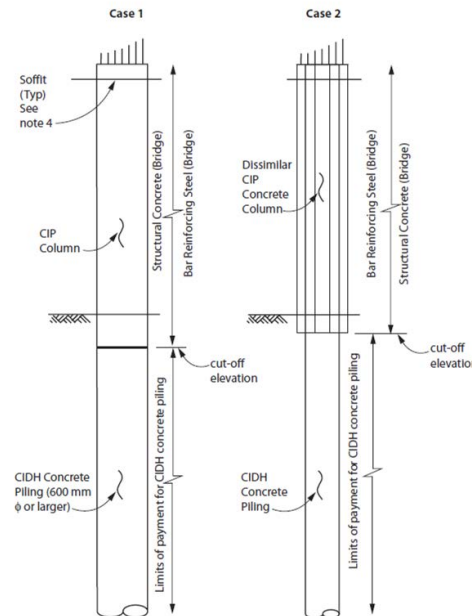 Case 1
Soffit
(Typ)
See
note 4
CIP
Column
Structural Concrete (Bridge)
Bar Reinforcing Steel (Bridge)
cut-off
elevation
CIDH Concrete
Piling (600 mm
ϕ or larger)
Limits of payment for CIDH concrete piling
Case 2
Dissimilar
CIP
Concrete
Column
Bar Reinforcing Steel (Bridge)
Structural Concrete (Bridge)
cut-off
elevation
CIDH
Concrete
Piling
Limits of payment for CIDH concrete piling